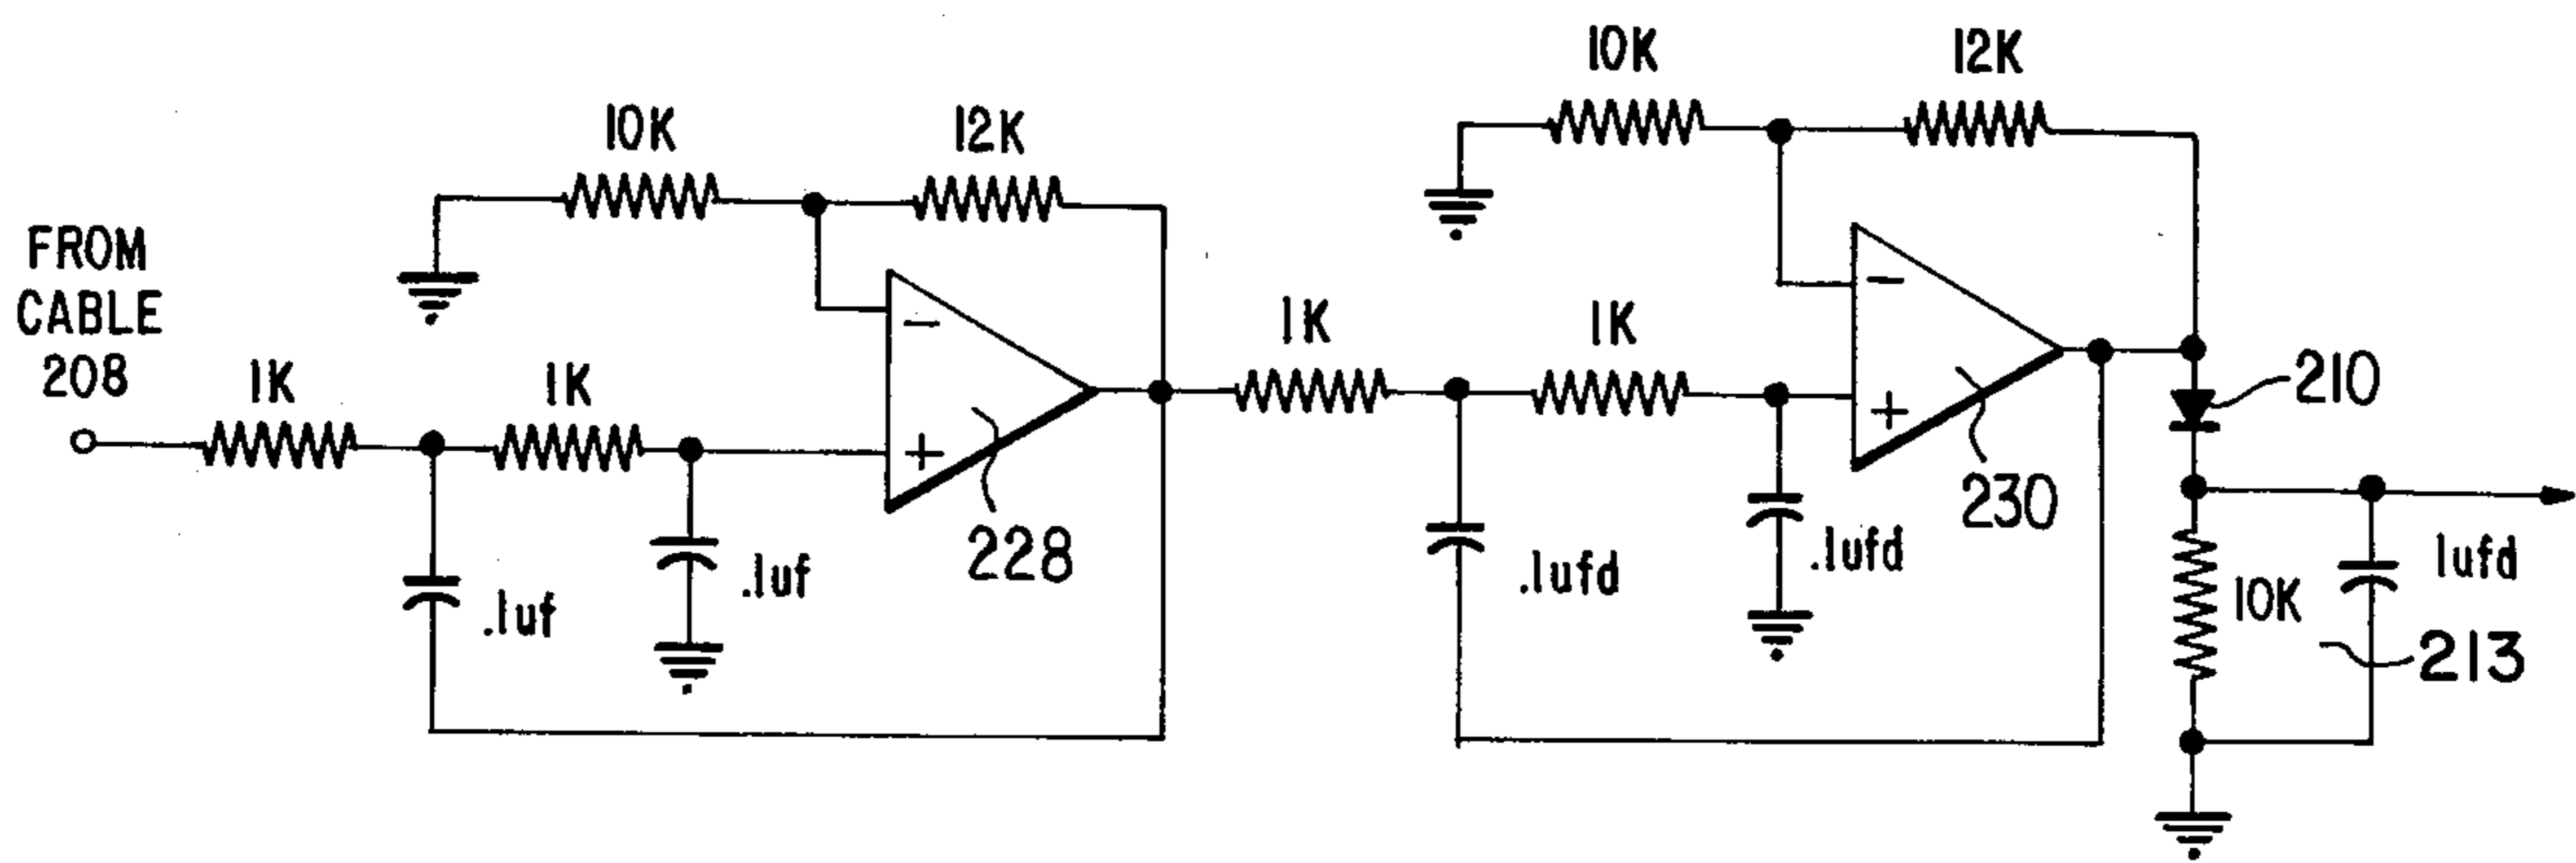 10K
12K
10K
12K
FROM
CABLE
208
1K
1K
−
+
228
.1uf
.1uf
1K
1K
−
+
230
.1ufd
.1ufd
210
10K
1ufd
213